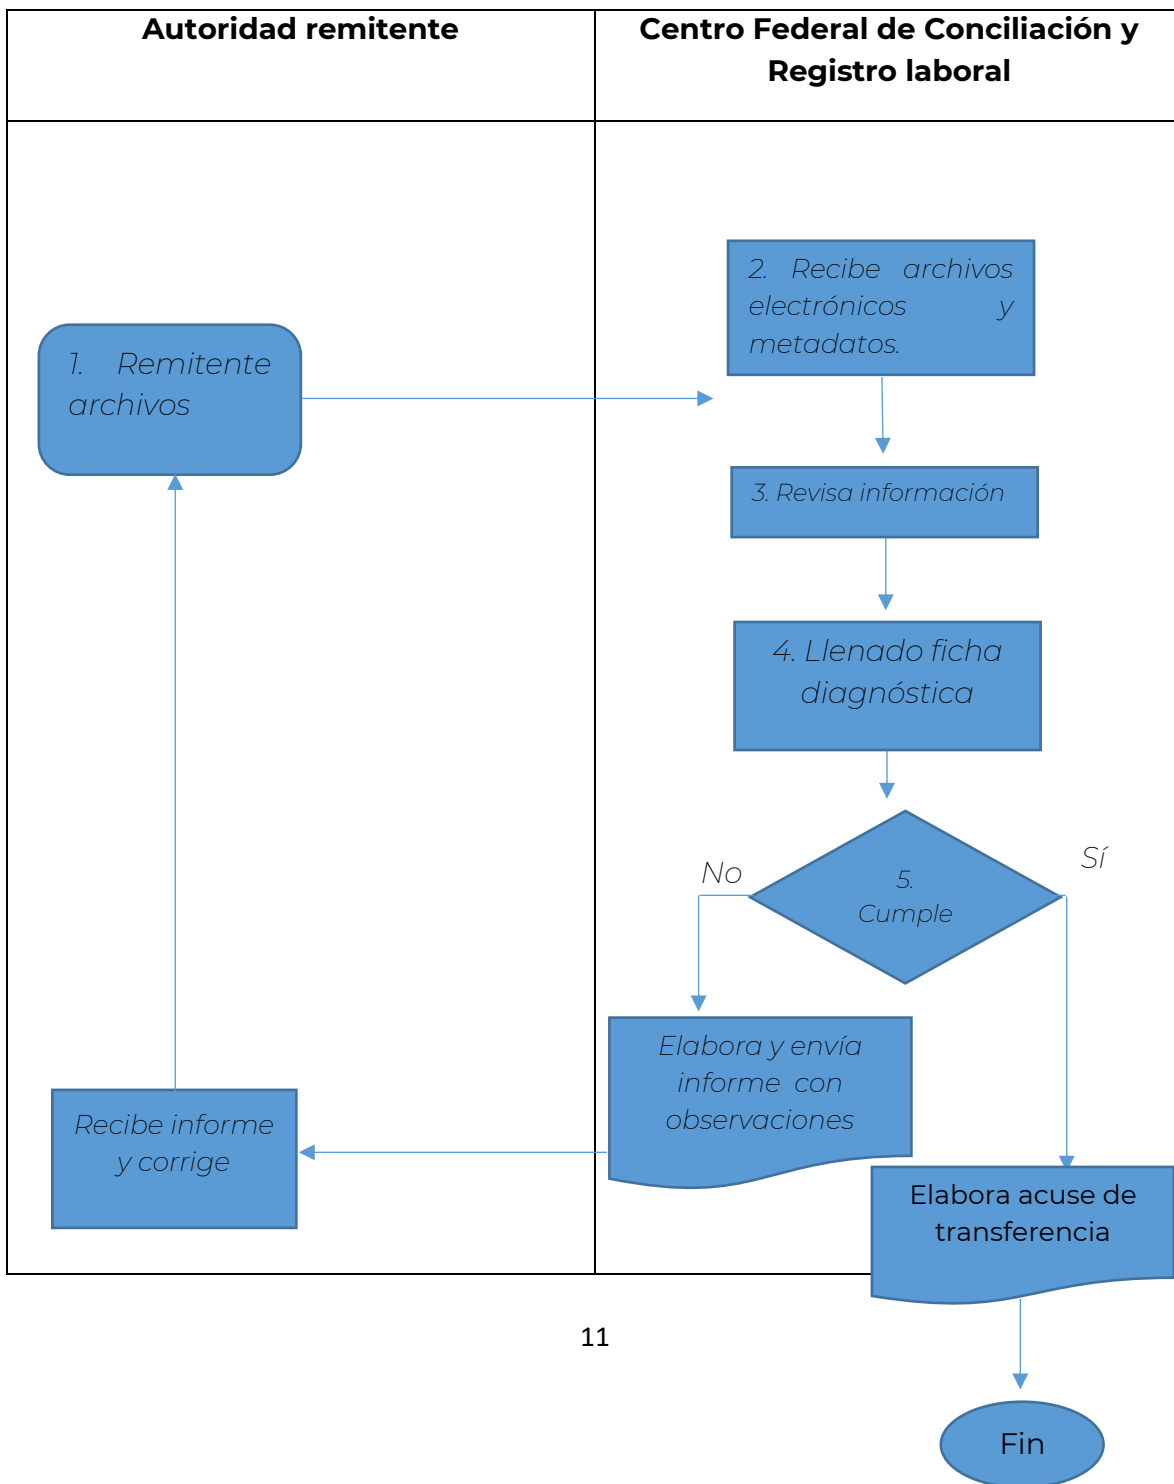 Autoridad remitente
Centro Federal de Conciliación y
Registro laboral
1. Remitente
archivos
2. Recibe archivos
electrónicos y
metadatos.
3. Revisa información
4. Llenado ficha
diagnóstica
5.
Cumple
No
Sí
Elabora y envía
informe con
observaciones
Recibe informe
y corrige
Elabora acuse de
transferencia
11
Fin